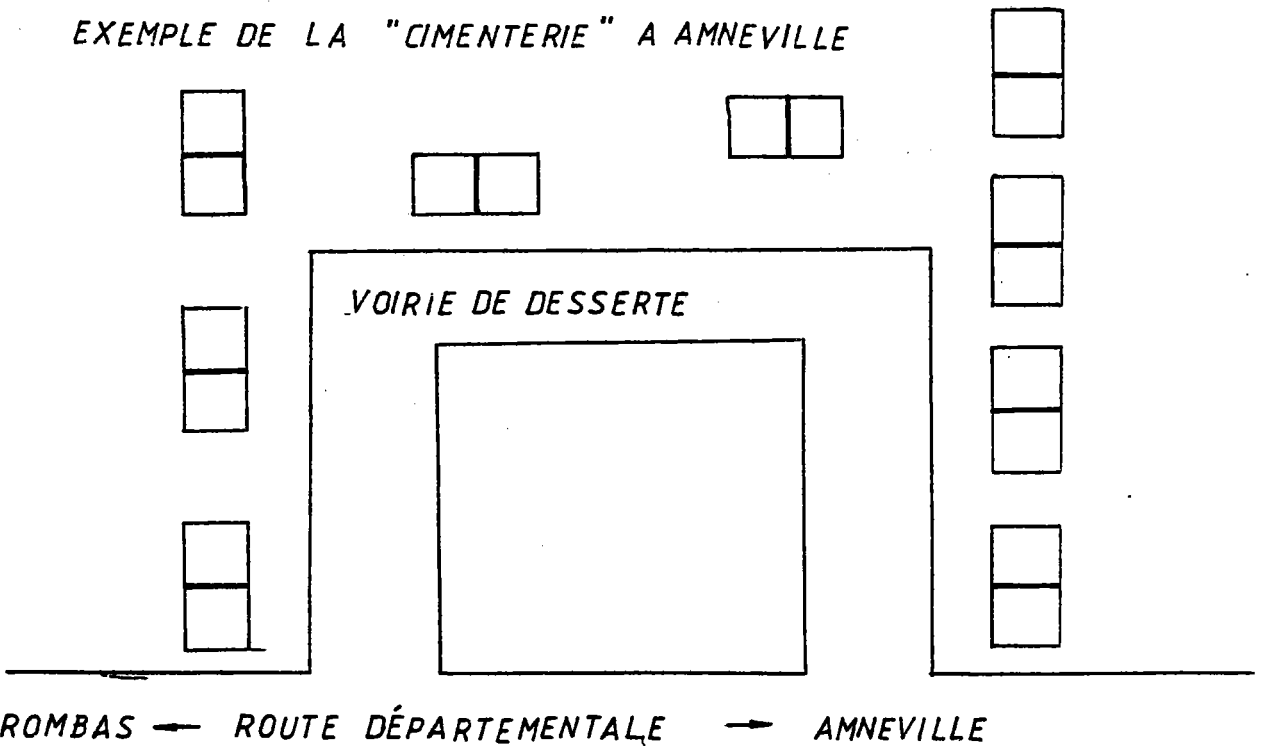 EXEMPLE DE LA "CIMENTERIE" A AMNEVILLE
VOIRIE DE DESSERTE
ROMBAS ← ROUTE DÉPARTEMENTALE → AMNEVILLE